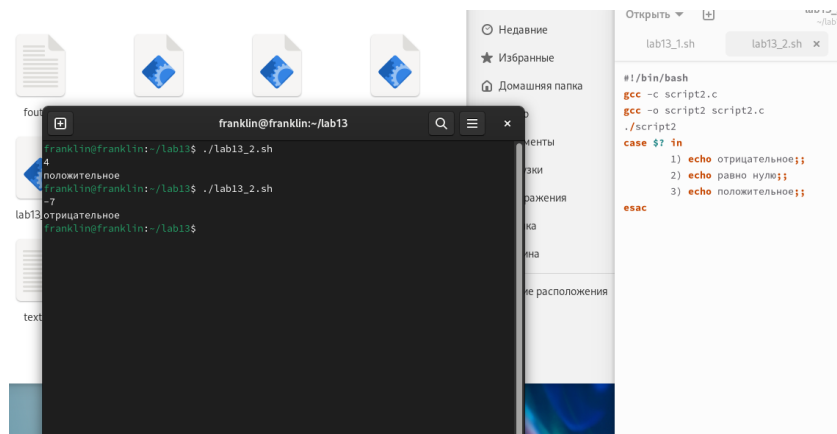 Недавние
Избранные
Домашняя папка
fout
franklin@franklin:~/lab13
franklin@franklin:~/lab13$ ./lab13_2.sh
4
положительное
franklin@franklin:~/lab13$ ./lab13_2.sh
-7
отрицательное
franklin@franklin:~/lab13$
lab13
text
менты
ражения
ие расположения
Открыть
~/lab
lab13_1.sh
lab13_2.sh
#!/bin/bash
gcc -c script2.c
gcc -o script2 script2.c
./script2
case $? in
1) echo отрицательное;;
2) echo равно нулю;;
3) echo положительное;;
esac